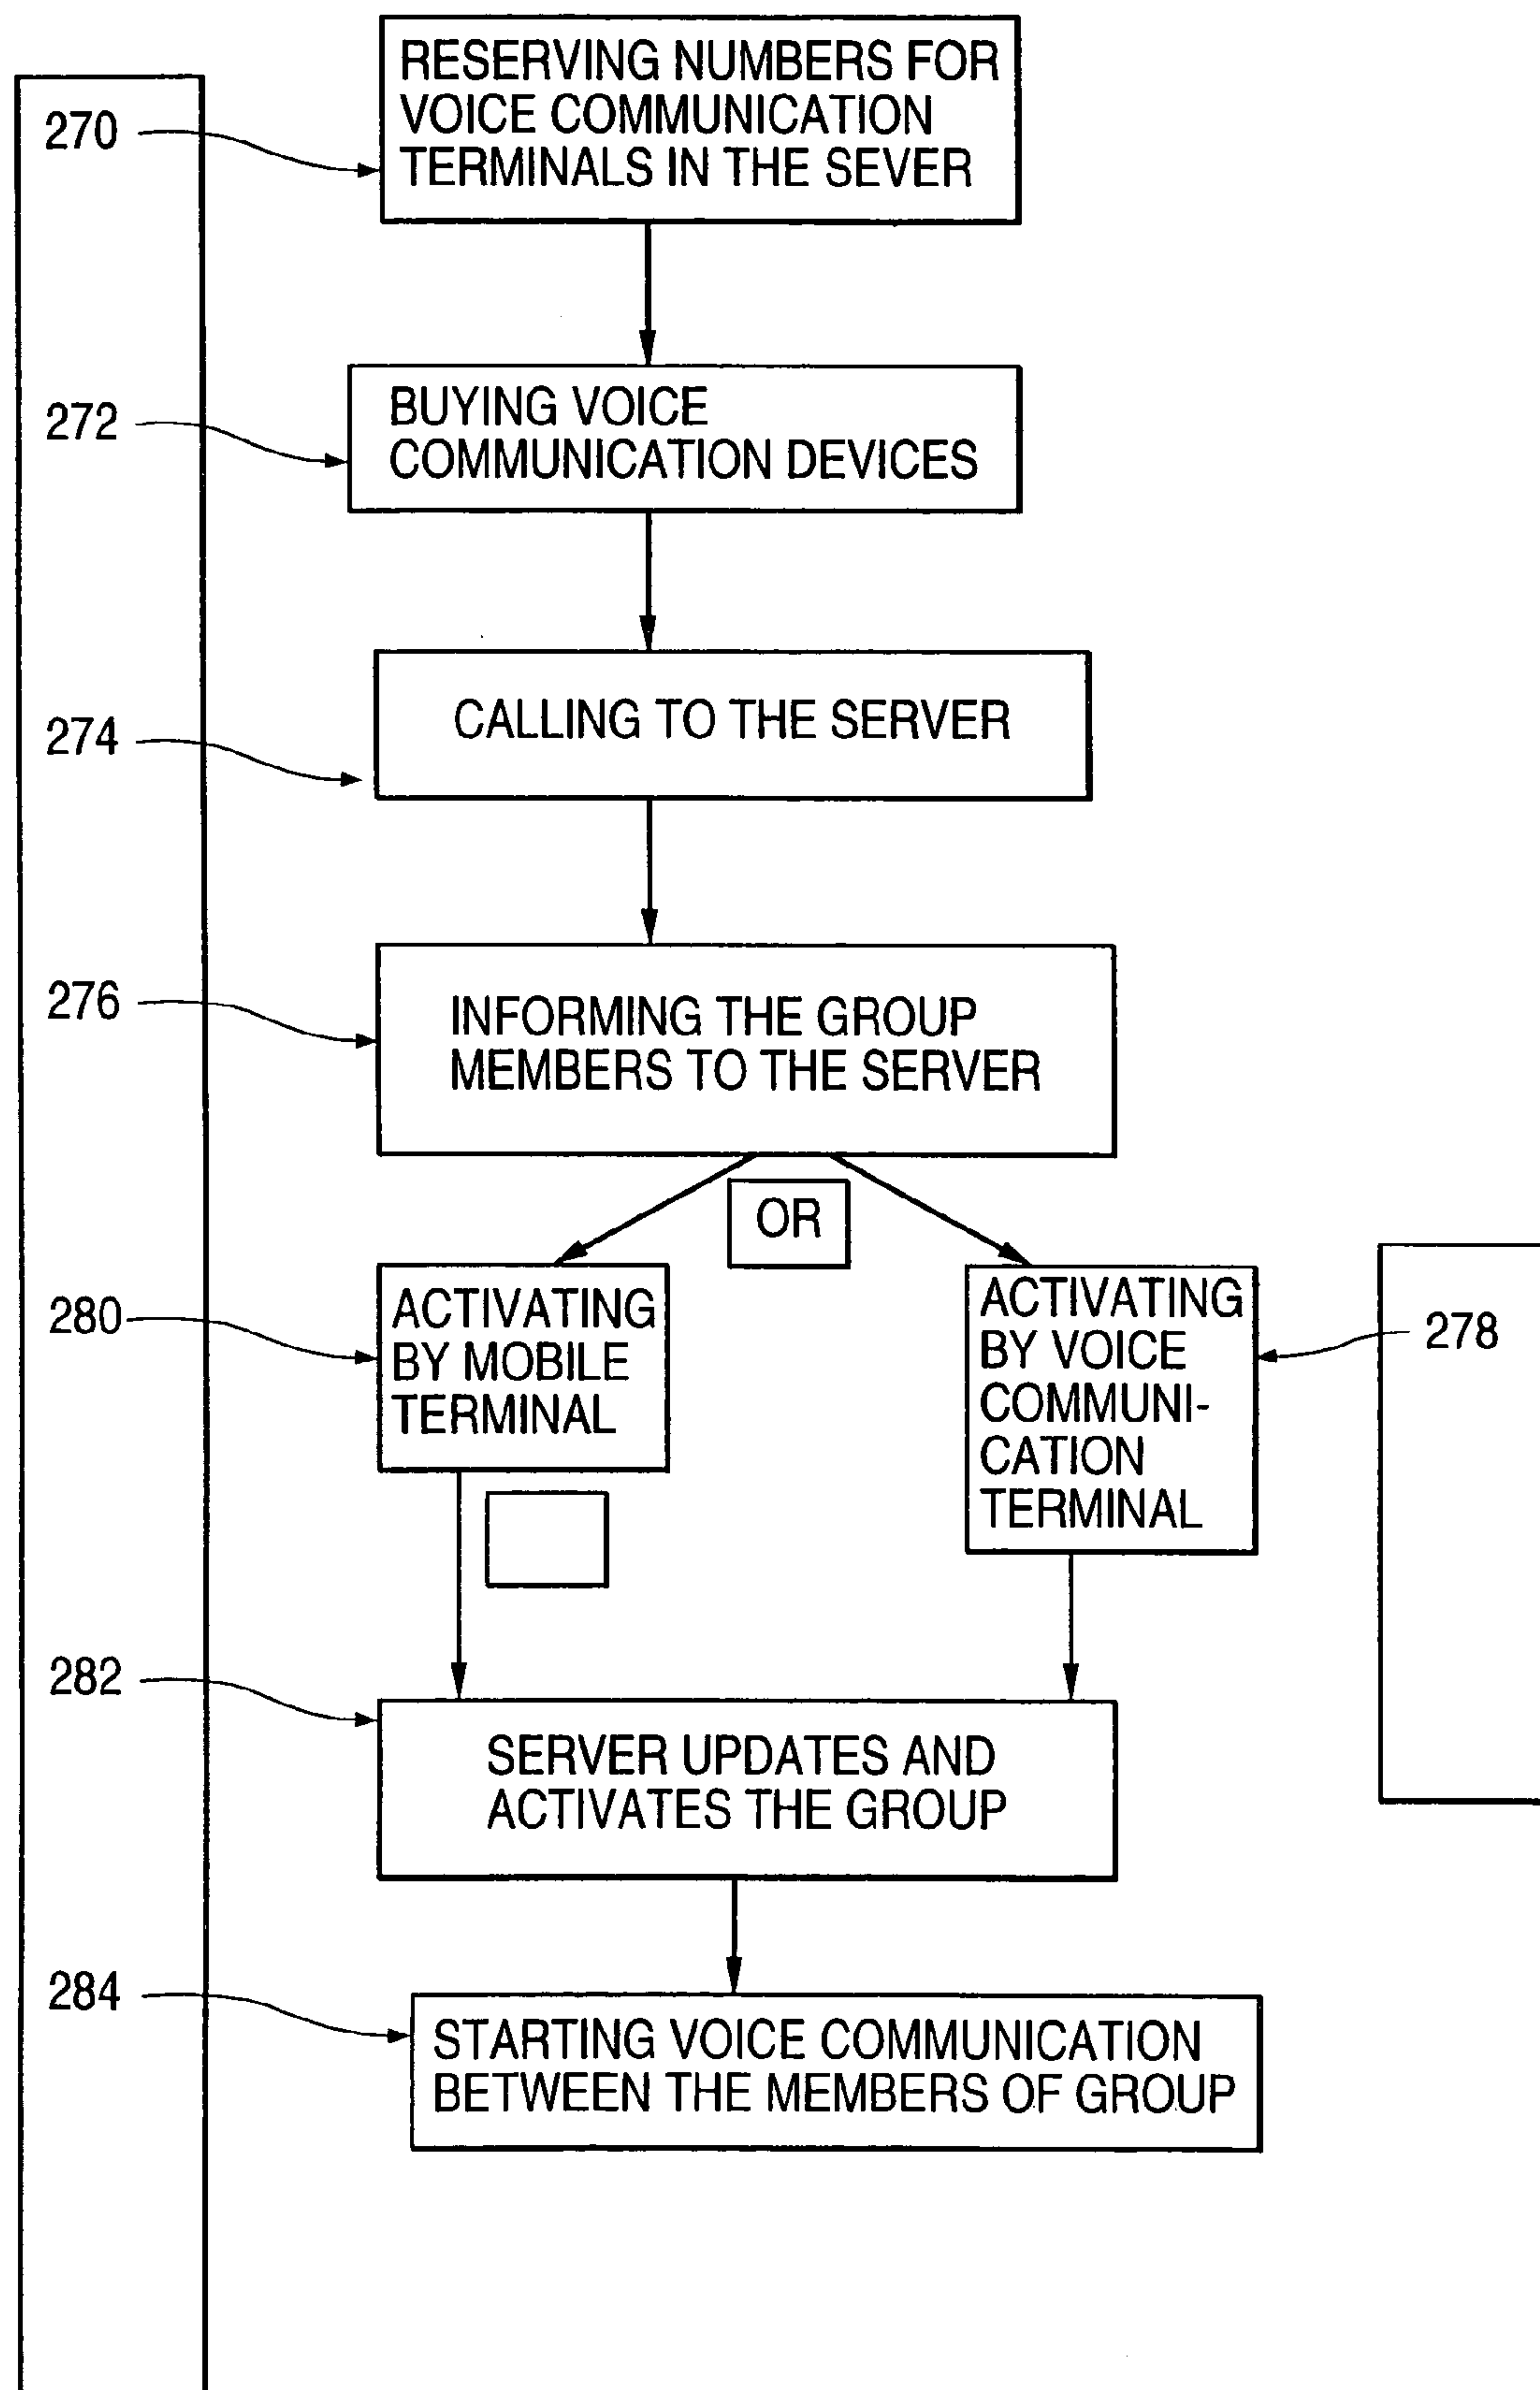 RESERVING NUMBERS FOR
VOICE COMMUNICATION
TERMINALS IN THE SEVER
270
BUYING VOICE
COMMUNICATION DEVICES
272
CALLING TO THE SERVER
274
INFORMING THE GROUP
MEMBERS TO THE SERVER
276
OR
ACTIVATING
BY MOBILE
TERMINAL
280
ACTIVATING
BY VOICE
COMMUNI-
CATION
TERMINAL
278
SERVER UPDATES AND
ACTIVATES THE GROUP
282
STARTING VOICE COMMUNICATION
BETWEEN THE MEMBERS OF GROUP
284